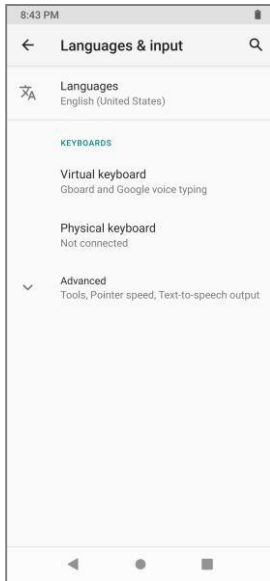 8:43 PM
Languages & input
Languages
English (United States)
KEYBOARDS
Virtual keyboard
Gboard and Google voice typing
Physical keyboard
Not connected
Advanced
Tools, Pointer speed, Text-to-speech output